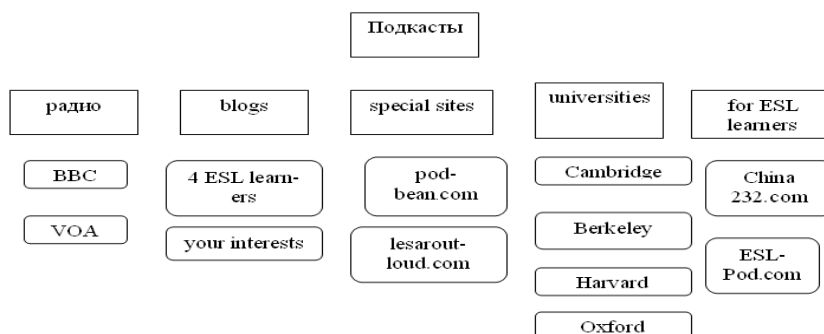 Подкасты
радио
blogs
special sites
universities
for ESL
learners
BBC
VOA
4 ESL learn-
ers
your interests
pod-
bean.com
lesarout-
loud.com
Cambridge
Berkeley
Harvard
Oxford
China
232.com
ESL-
Pod.com